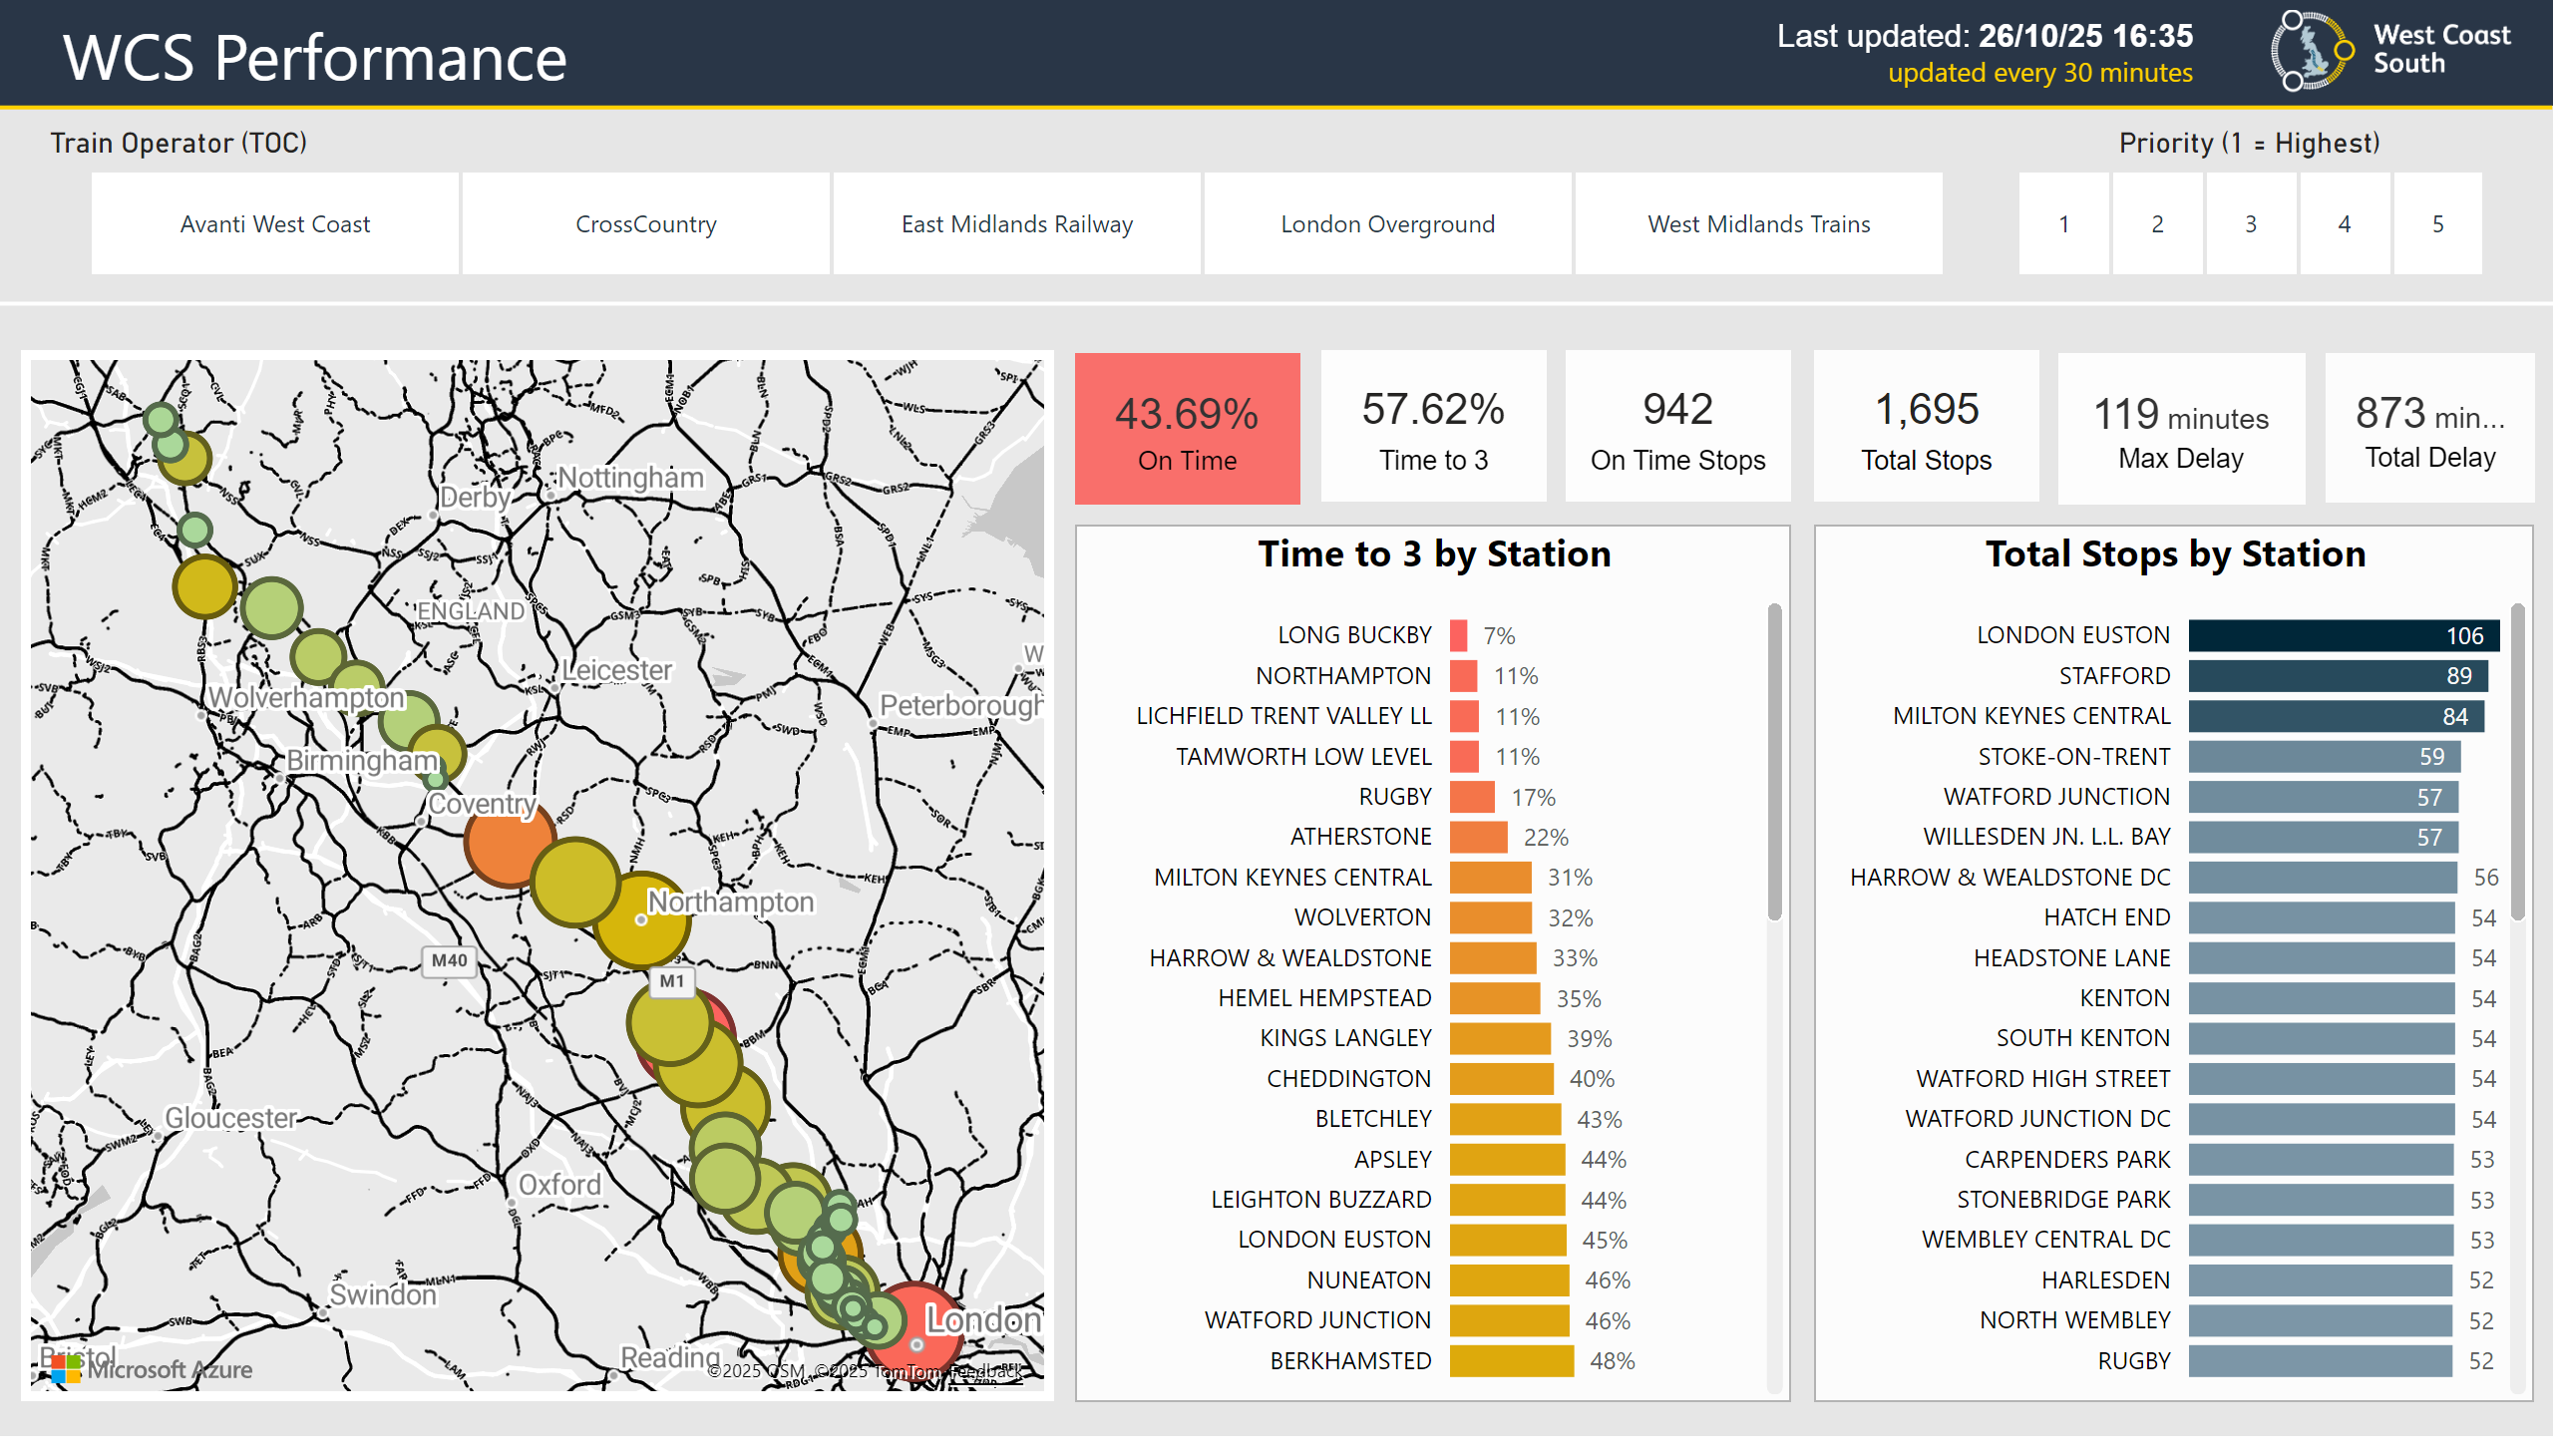 WCS Performance
Last updated: 26/10/25 16:35
updated every 30 minutes
West Coast
South
Train Operator (TOC)
Priority (1 = Highest)
Avanti West Coast
CrossCountry
East Midlands Railway
London Overground
West Midlands Trains
1
2
3
4
5
43.69%
On Time
57.62%
Time to 3
942
On Time Stops
1,695
Total Stops
119 minutes
Max Delay
873 min...
Total Delay
Nottingham
Derby
ENGLAND
Leicester
Wolverhampton
Peterborough
Birmingham
Coventry
Northampton
M40
M1
Gloucester
Oxford
Swindon
London
Reading
Bristol
Microsoft Azure
©2025 OSM, ©2025 TomTom Feedback
Time to 3 by Station
LONG BUCKBY 7%
NORTHAMPTON 11%
LICHFIELD TRENT VALLEY LL 11%
TAMWORTH LOW LEVEL 11%
RUGBY 17%
ATHERSTONE 22%
MILTON KEYNES CENTRAL 31%
WOLVERTON 32%
HARROW & WEALDSTONE 33%
HEMEL HEMPSTEAD 35%
KINGS LANGLEY 39%
CHEDDINGTON 40%
BLETCHLEY 43%
APSLEY 44%
LEIGHTON BUZZARD 44%
LONDON EUSTON 45%
NUNEATON 46%
WATFORD JUNCTION 46%
BERKHAMSTED 48%
Total Stops by Station
LONDON EUSTON 106
STAFFORD 89
MILTON KEYNES CENTRAL 84
STOKE-ON-TRENT 59
WATFORD JUNCTION 57
WILLESDEN JN. L.L. BAY 57
HARROW & WEALDSTONE DC 56
HATCH END 54
HEADSTONE LANE 54
KENTON 54
SOUTH KENTON 54
WATFORD HIGH STREET 54
WATFORD JUNCTION DC 54
CARPENDERS PARK 53
STONEBRIDGE PARK 53
WEMBLEY CENTRAL DC 53
HARLESDEN 52
NORTH WEMBLEY 52
RUGBY 52